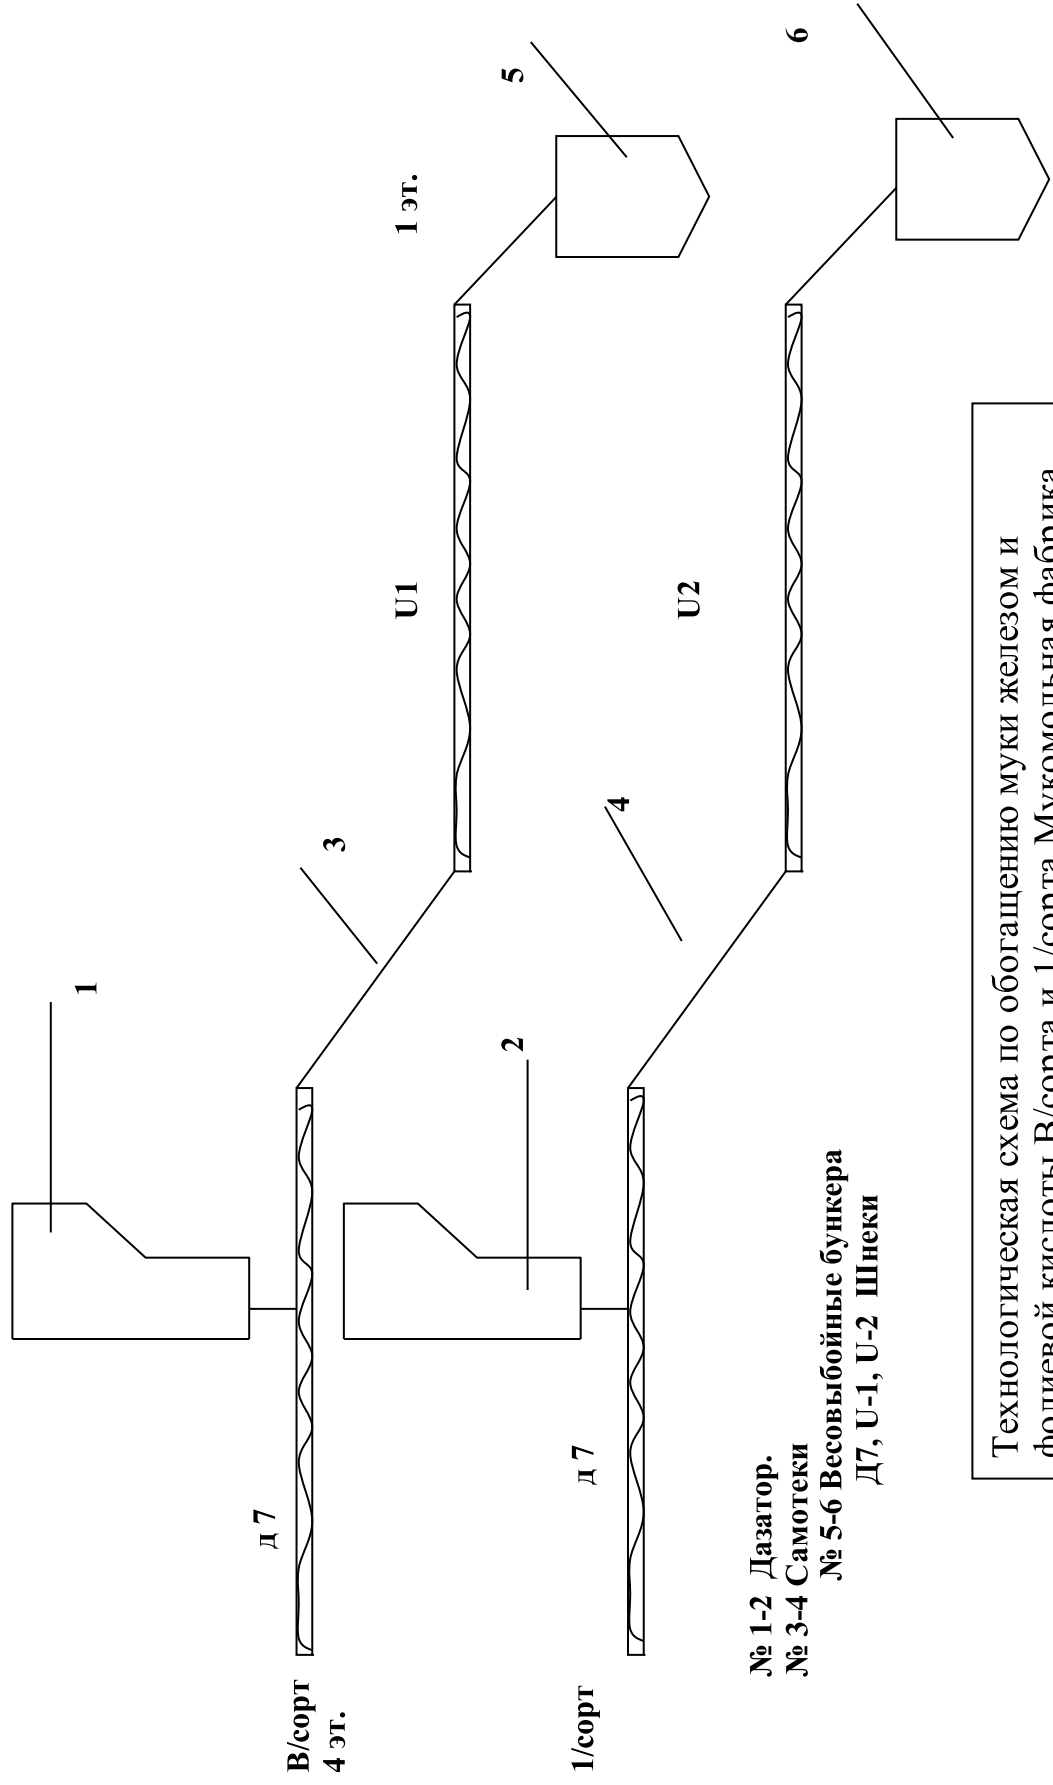 1
В/сорт
4 эт.
д 7
3
U1
1 эт.
5
2
1/сорт
д 7
4
U2
6
№ 1-2 Дазатор.
№ 3-4 Самотеки
№ 5-6 Весовыбойные бункера
Д7, U-1, U-2 Шнеки
Технологическая схема по обогащению муки железом и
фолиевой кислоты В/сорта и 1/сорта Мукомольная фабрика